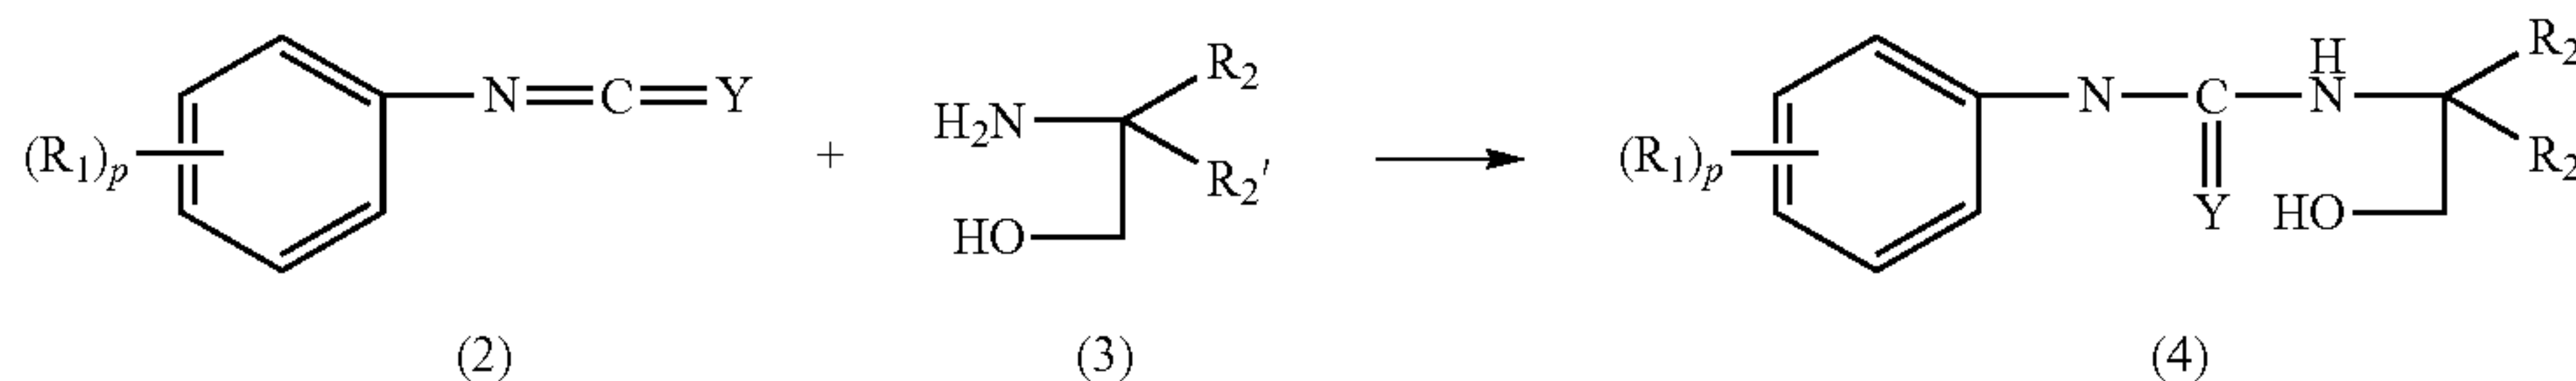 (R₁)ₚ N C Y + H₂N R₂ R₂' HO (R₁)ₚ N C Y H N R₂ R₂ HO
(2) (3) (4)